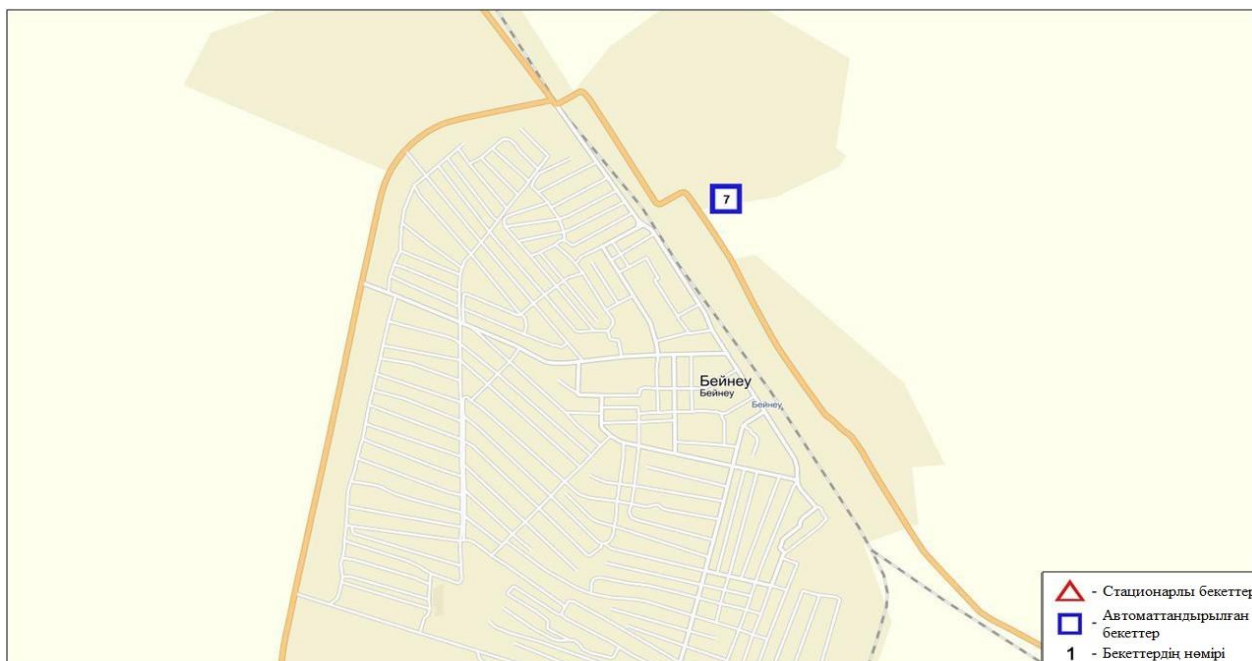 7
Бейнеу
Бейнеу
Бейнеу
- Стационарлы бекеттер
- Автоматтандырылған
бекеттер
1 - Бекеттердің нөмірі